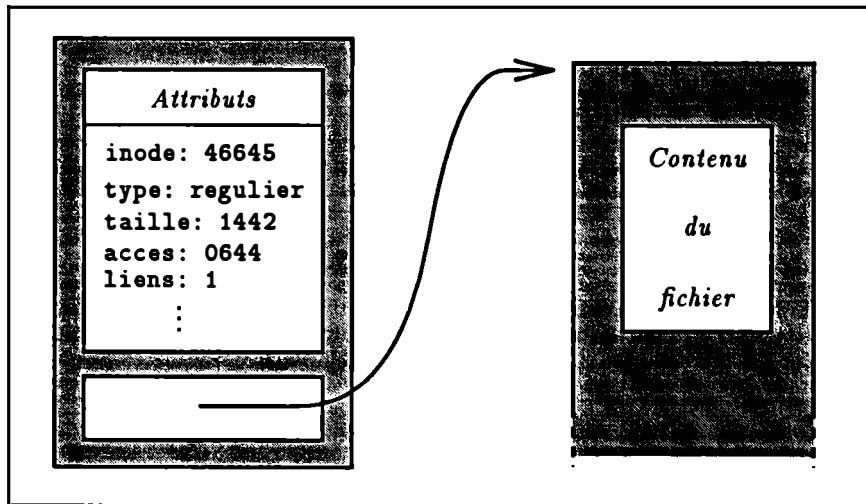 Attributs
inode: 46645
type: regulier
taille: 1442
acces: 0644
liens: 1
Contenu
du
fichier